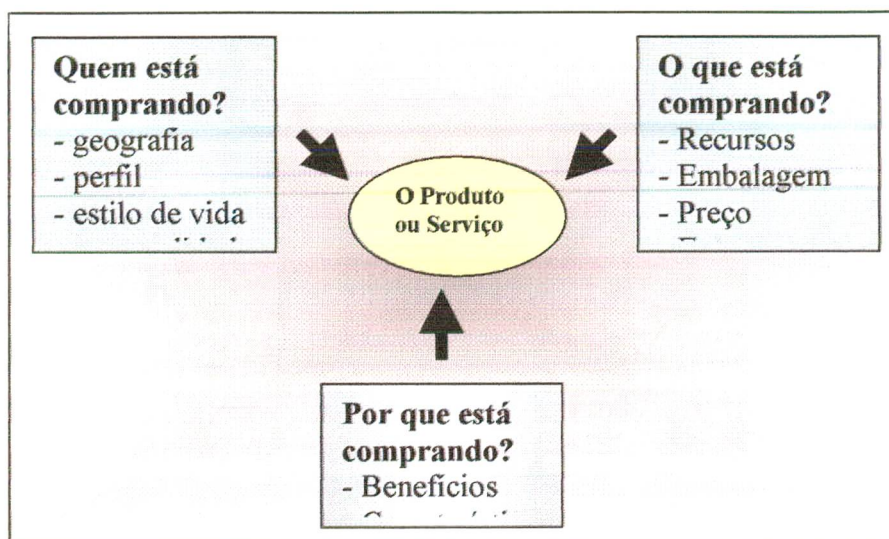 Quem está
comprando?
- geografia
- perfil
- estilo de vida
O que está
comprando?
- Recursos
- Embalagem
- Preço
O Produto
ou Serviço
Por que está
comprando?
- Benefícios